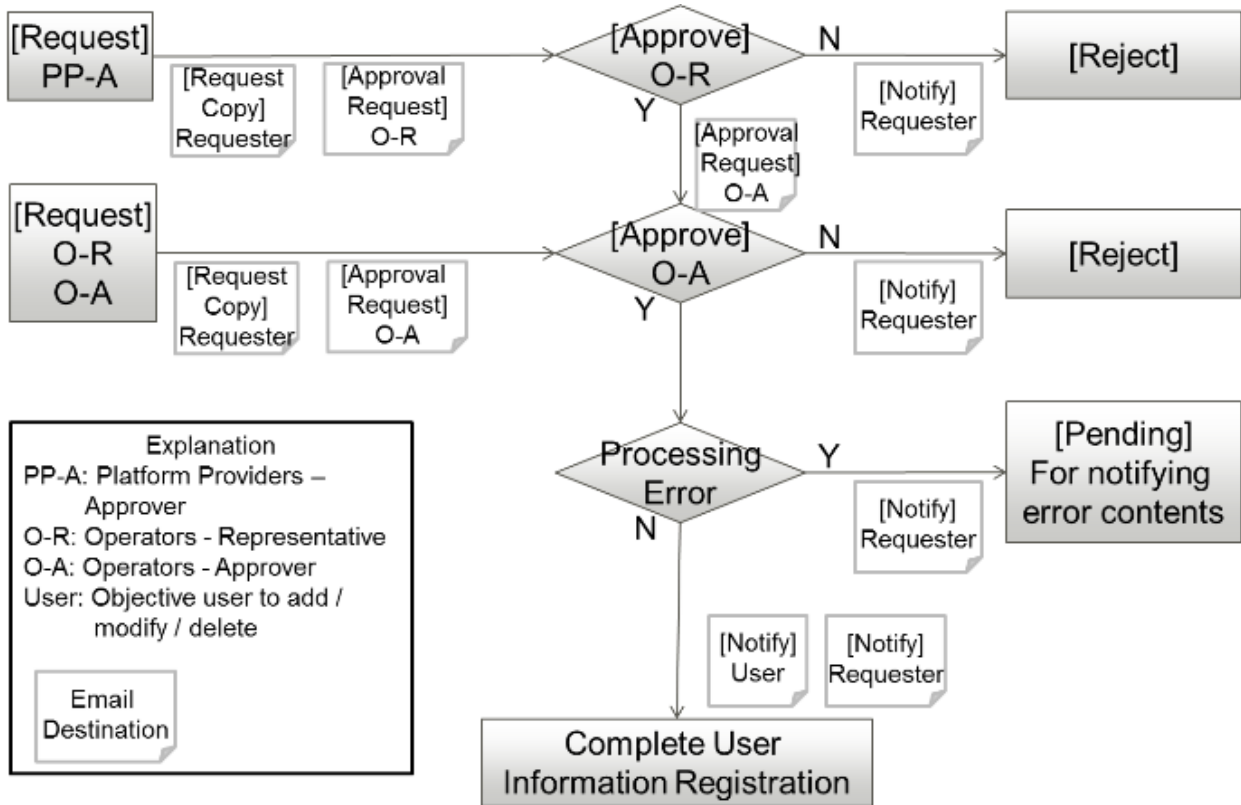 [Request]
PP-A
[Request
Copy]
Requester
[Approval
Request]
O-R
[Approve]
O-R
N
Y
[Notify]
Requester
[Reject]
[Approval
Request]
O-A
[Request]
O-R
O-A
[Request
Copy]
Requester
[Approval
Request]
O-A
[Approve]
O-A
N
Y
[Notify]
Requester
[Reject]
Processing
Error
Y
N
[Notify]
Requester
[Pending]
For notifying
error contents
[Notify]
User
[Notify]
Requester
Complete User
Information Registration
Explanation
PP-A: Platform Providers –
Approver
O-R: Operators - Representative
O-A: Operators - Approver
User: Objective user to add /
modify / delete
Email
Destination